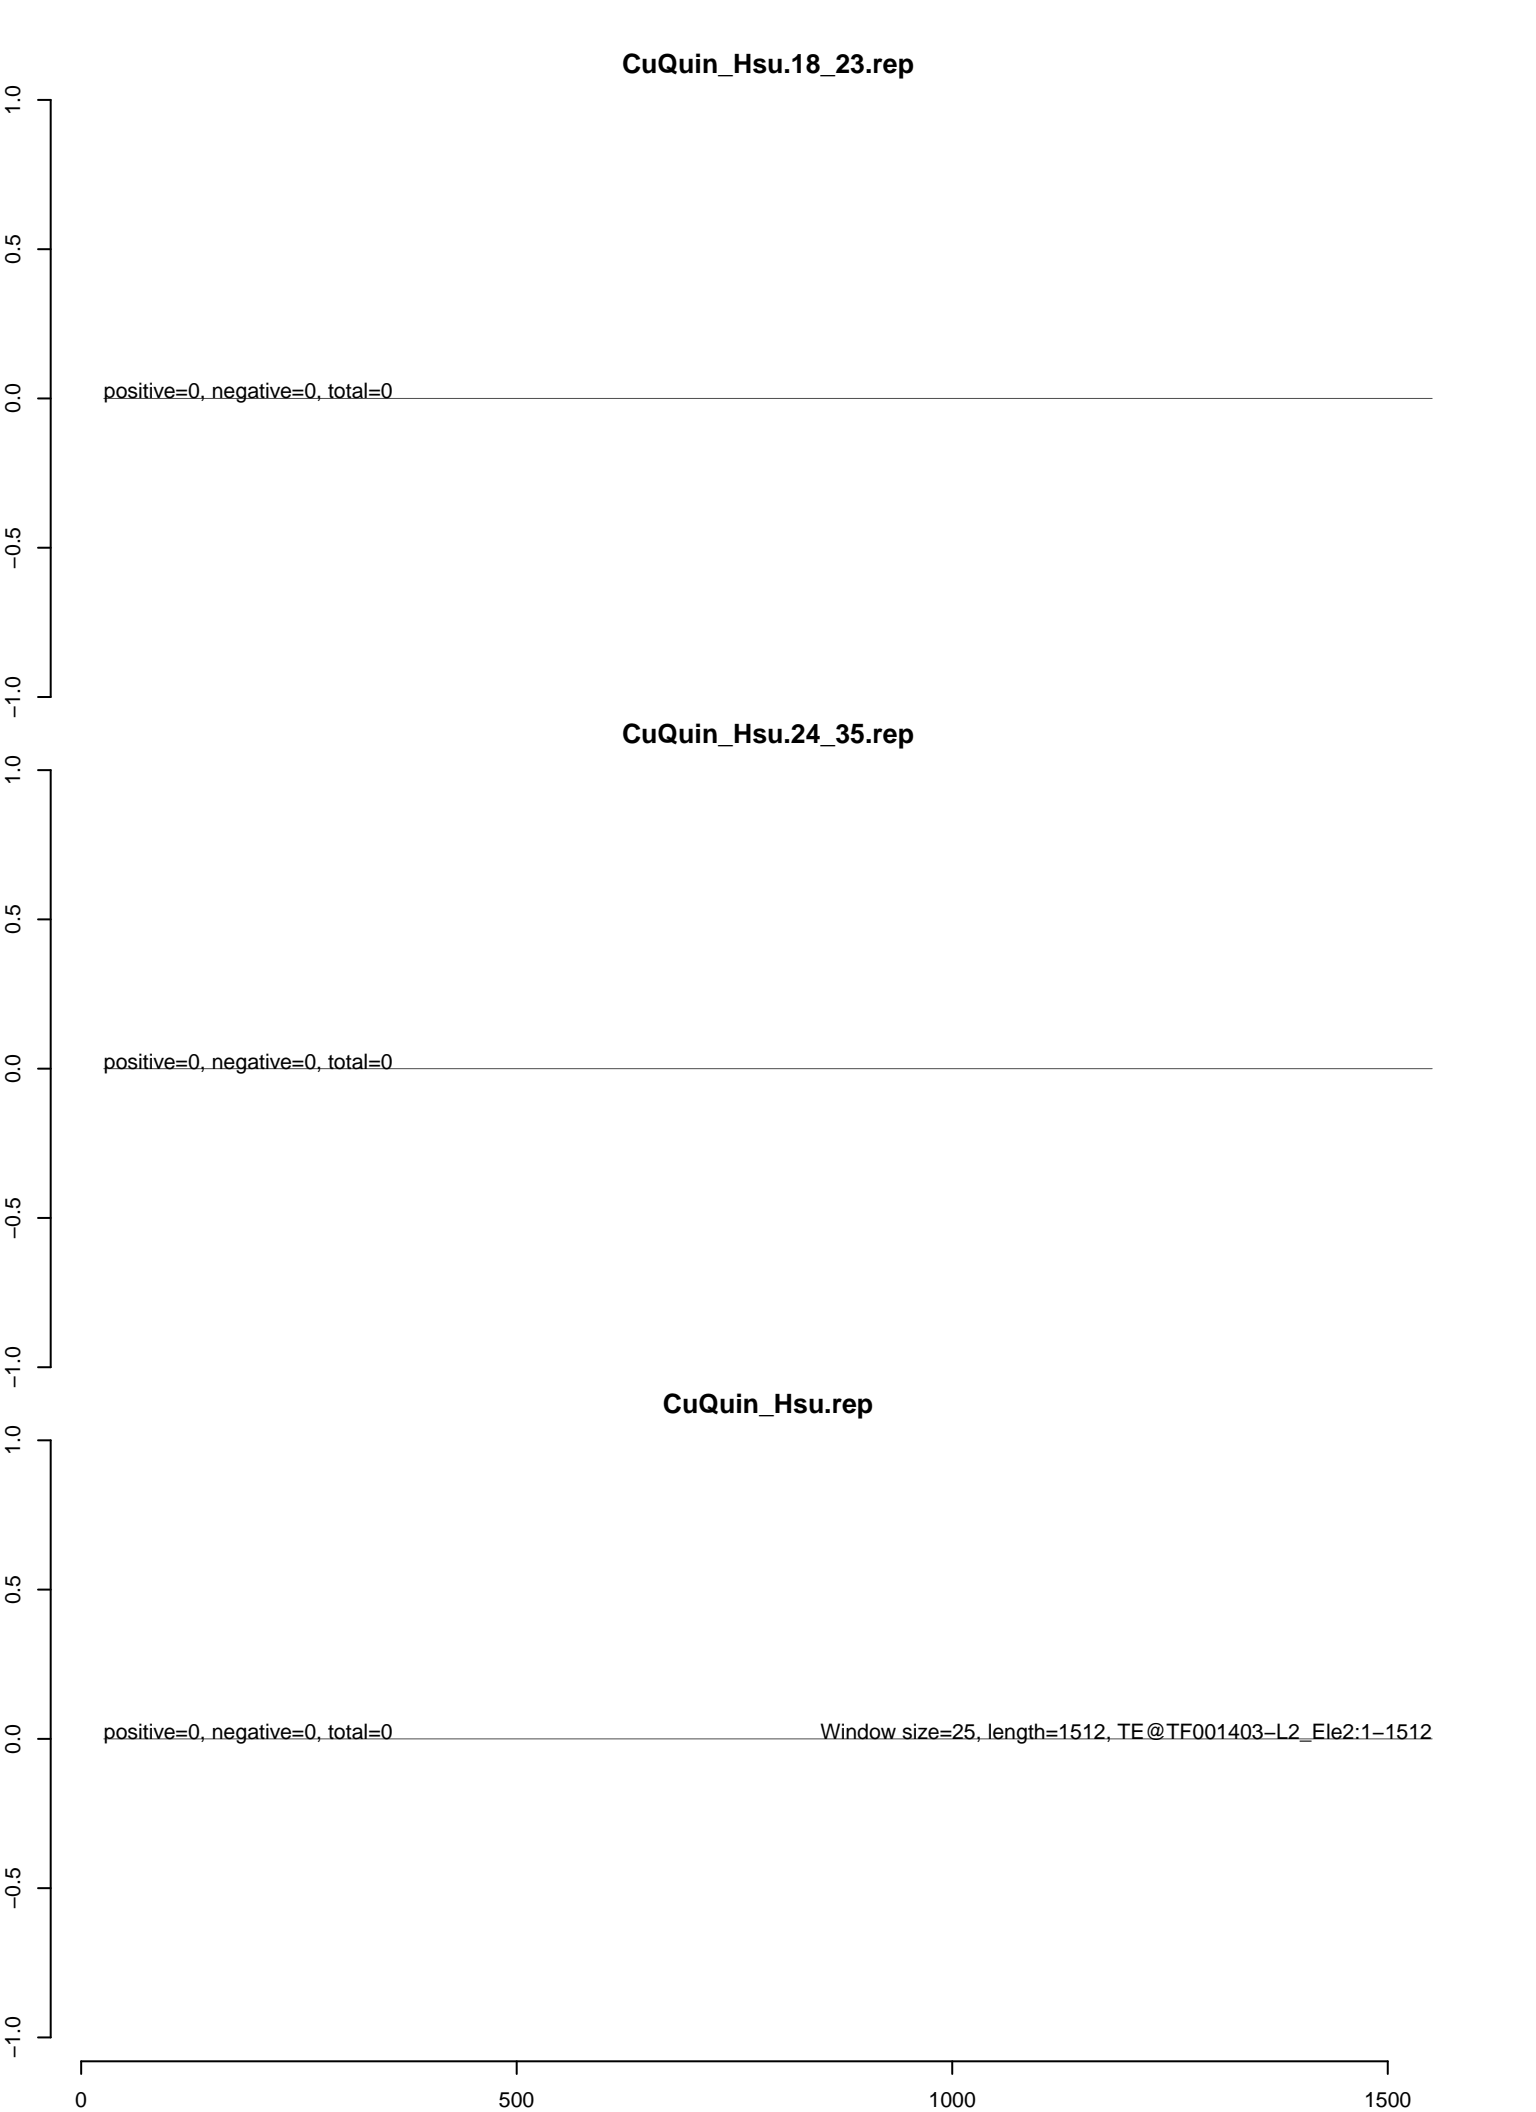 CuQuin_Hsu.18_23.rep
1.0
0.5
0.0
−0.5
−1.0
positive=0, negative=0, total=0
CuQuin_Hsu.24_35.rep
1.0
0.5
0.0
−0.5
−1.0
positive=0, negative=0, total=0
CuQuin_Hsu.rep
1.0
0.5
0.0
−0.5
−1.0
positive=0, negative=0, total=0
Window size=25, length=1512, TE@TF001403−L2_Ele2:1−1512
0 500 1000 1500